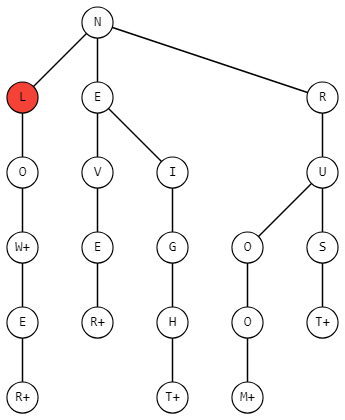 N
L E R
O V I U
W+ E G O S
E R+ H O T+
R+ T+ M+